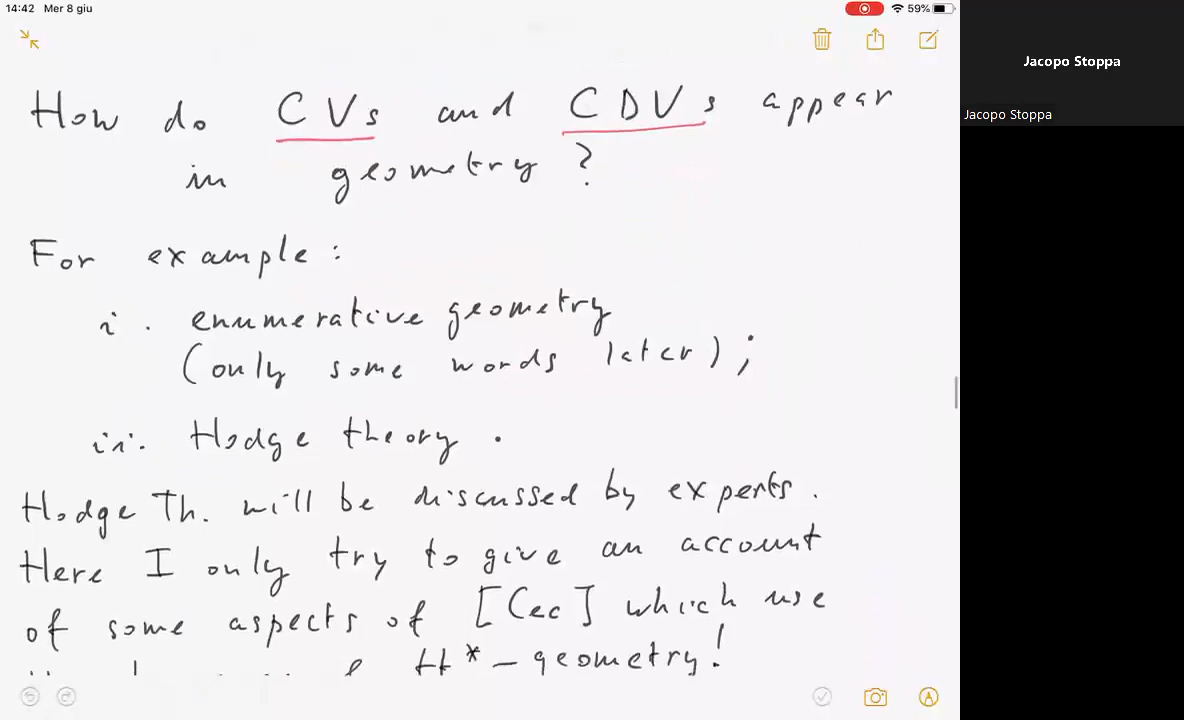 14:42 Mer 8 giu
59%
How do CVs and CDVs appear
in geometry ?
For example :
i . enumerative geometry
(only some words later) ;
ii. Hodge theory .
Hodge Th. will be discussed by experts .
Here I only try to give an account
of some aspects of [Cec] which use
tt* - geometry!
Jacopo Stoppa
Jacopo Stoppa